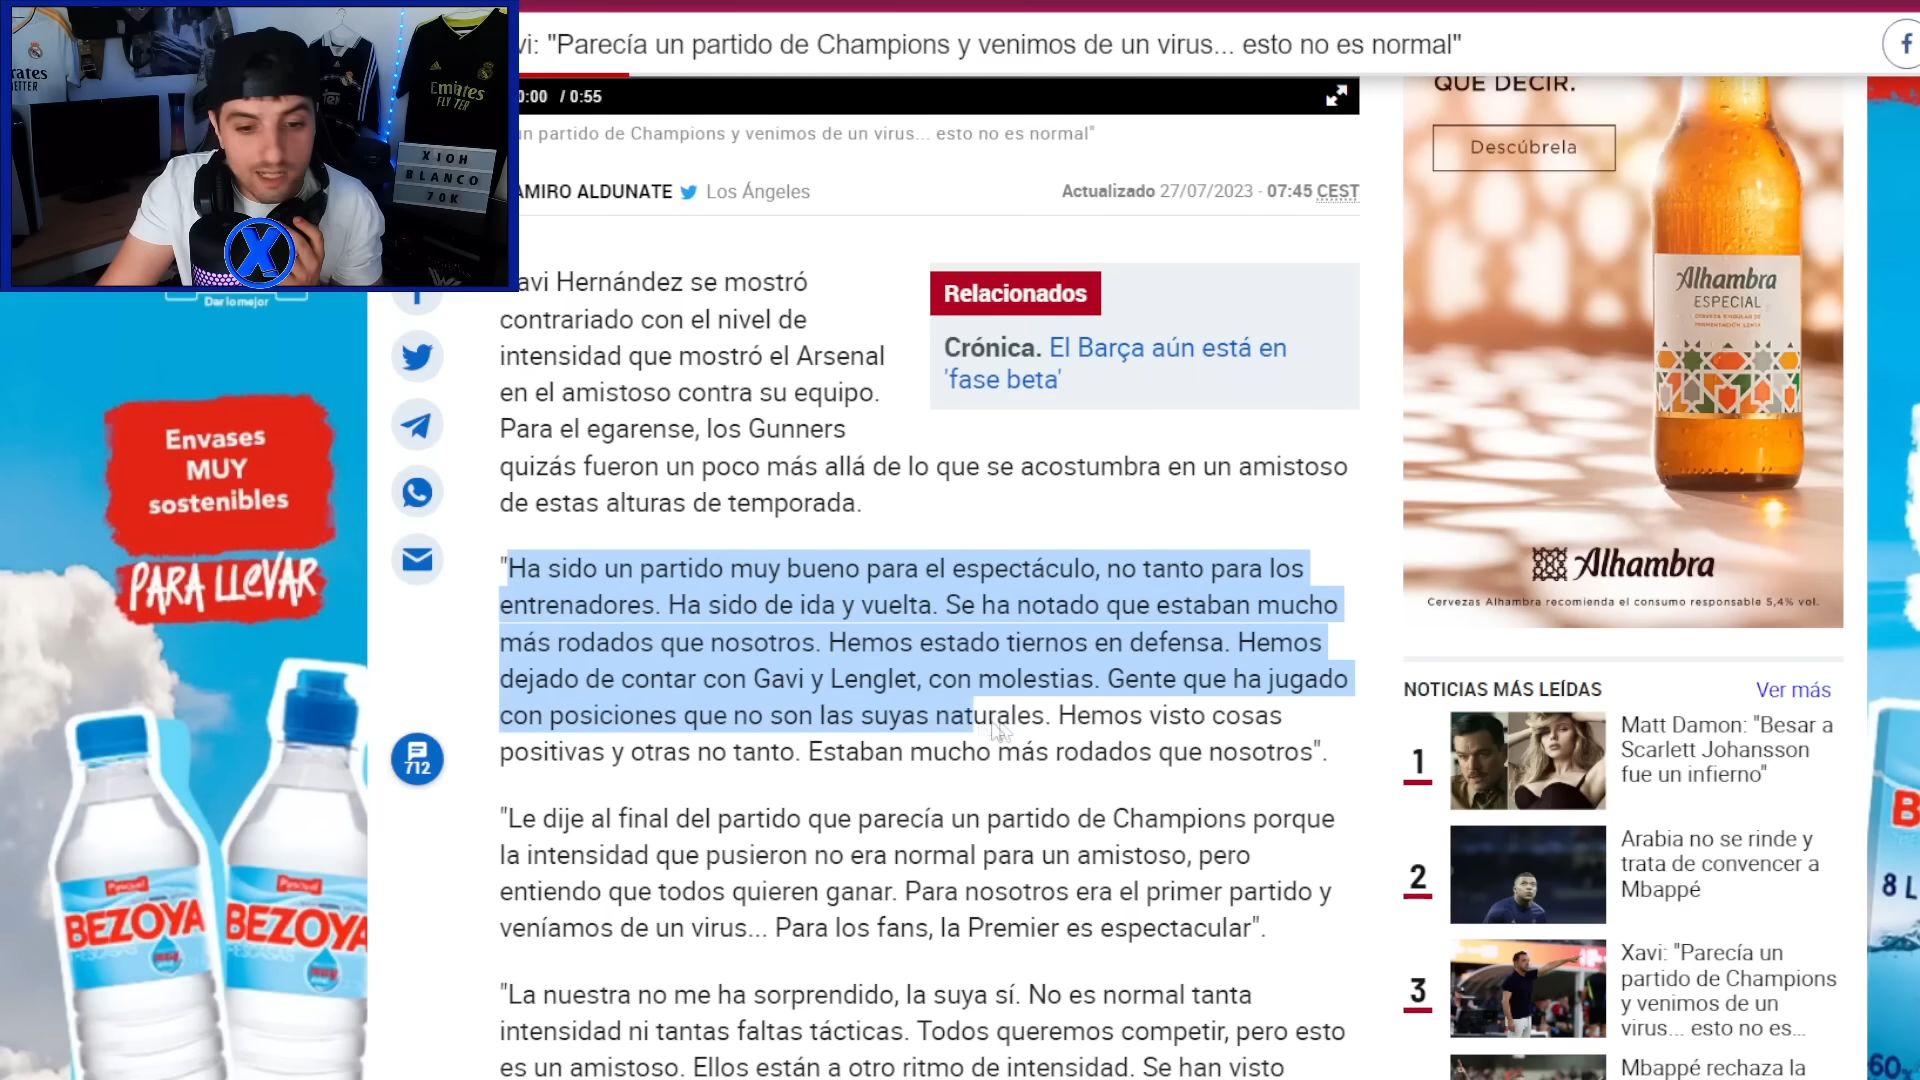 vi: "Parecía un partido de Champions y venimos de un virus... esto no es normal"
0:00 / 0:55
un partido de Champions y venimos de un virus... esto no es normal"
AMIRO ALDUNATE Los Ángeles
Actualizado 27/07/2023 - 07:45 CEST
avi Hernández se mostró
contrariado con el nivel de
intensidad que mostró el Arsenal
en el amistoso contra su equipo.
Para el egarense, los Gunners
quizás fueron un poco más allá de lo que se acostumbra en un amistoso
de estas alturas de temporada.
Relacionados
Crónica. El Barça aún está en
'fase beta'
"Ha sido un partido muy bueno para el espectáculo, no tanto para los
entrenadores. Ha sido de ida y vuelta. Se ha notado que estaban mucho
más rodados que nosotros. Hemos estado tiernos en defensa. Hemos
dejado de contar con Gavi y Lenglet, con molestias. Gente que ha jugado
con posiciones que no son las suyas naturales. Hemos visto cosas
positivas y otras no tanto. Estaban mucho más rodados que nosotros".
"Le dije al final del partido que parecía un partido de Champions porque
la intensidad que pusieron no era normal para un amistoso, pero
entiendo que todos quieren ganar. Para nosotros era el primer partido y
veníamos de un virus... Para los fans, la Premier es espectacular".
"La nuestra no me ha sorprendido, la suya sí. No es normal tanta
intensidad ni tantas faltas tácticas. Todos queremos competir, pero esto
es un amistoso. Ellos están a otro ritmo de intensidad. Se han visto
712
XIOH
BLANCO
70K
Emirates
FLY
TER
rates
ETTER
X
Dar lo mejor
Envases
MUY
sostenibles
PARA LLEVAR
Pascual
BEZOYA
muy
Pascual
BEZOYA
muy
QUE DECIR.
Descúbrela
Alhambra
ESPECIAL
Alhambra
Cervezas Alhambra recomienda el consumo responsable 5,4% vol.
NOTICIAS MÁS LEÍDAS
Ver más
1
Matt Damon: "Besar a
Scarlett Johansson
fue un infierno"
2
Arabia no se rinde y
trata de convencer a
Mbappé
3
Xavi: "Parecía un
partido de Champions
y venimos de un
virus... esto no es...
Mbappé rechaza la
B
8 L
60